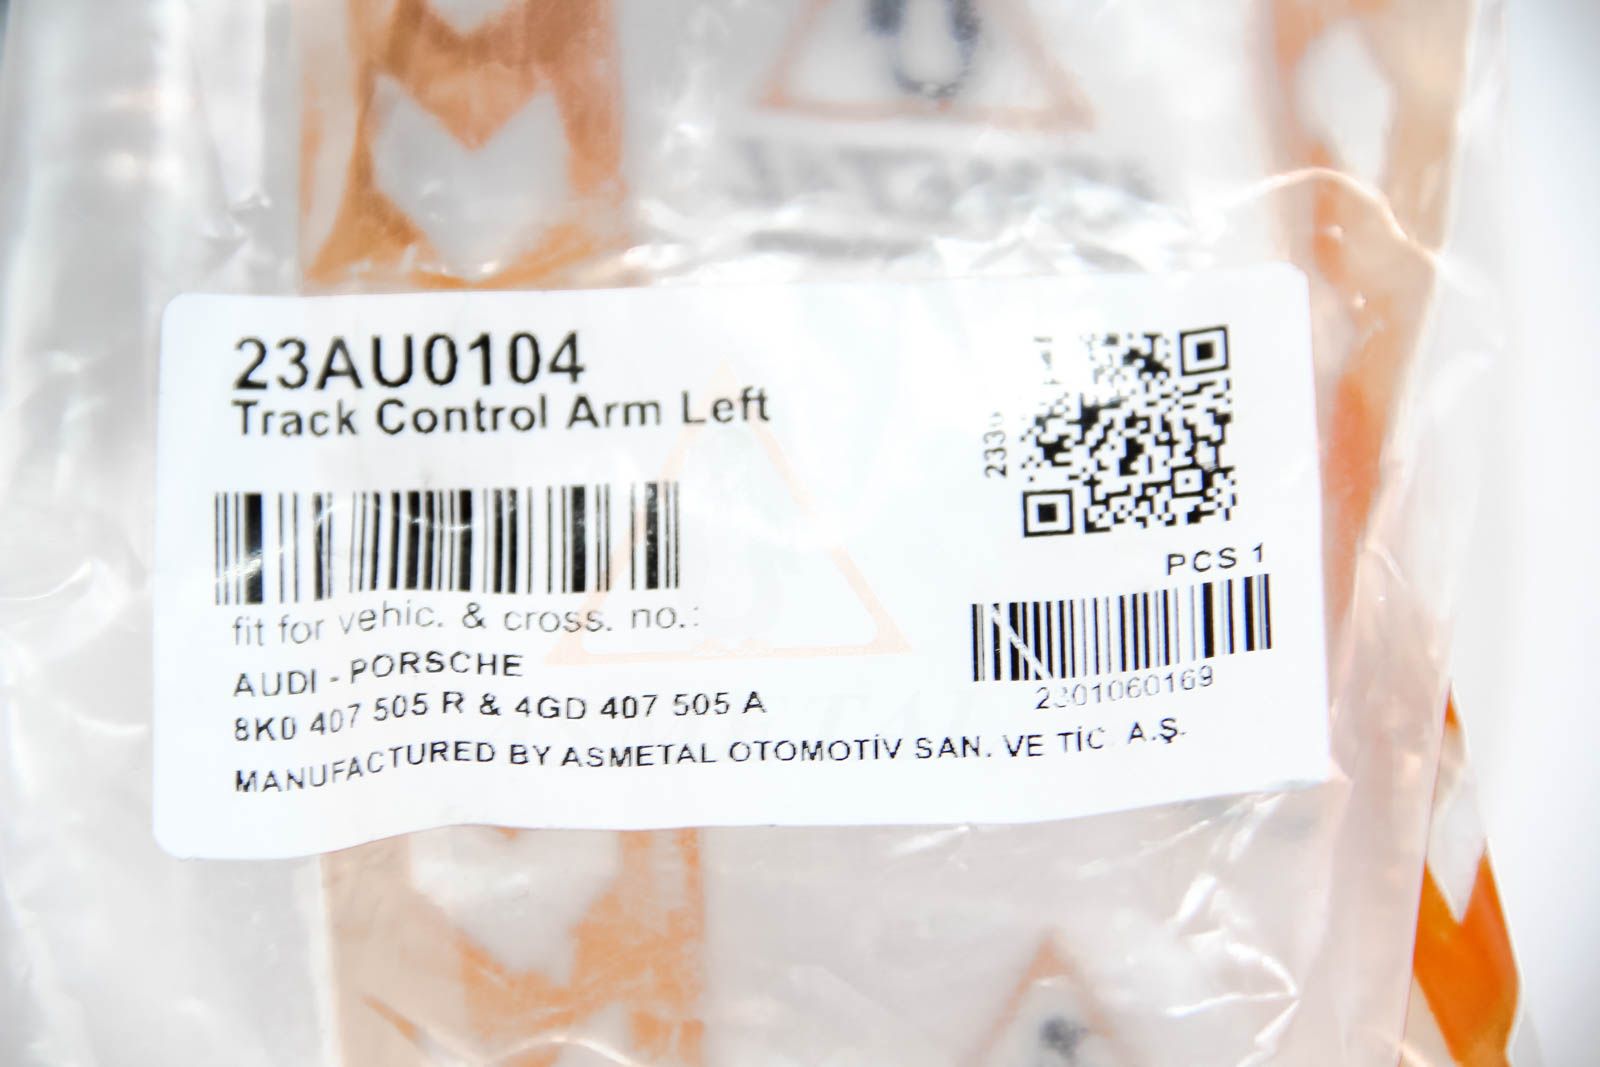 23AU0104
Track Control Arm Left
fit for vehic. & cross. no.:
AUDI - PORSCHE
8K0 407 505 R & 4GD 407 505 A
MANUFACTURED BY ASMETAL OTOMOTİV SAN. VE TİC. A.Ş.
PCS 1
2301060169